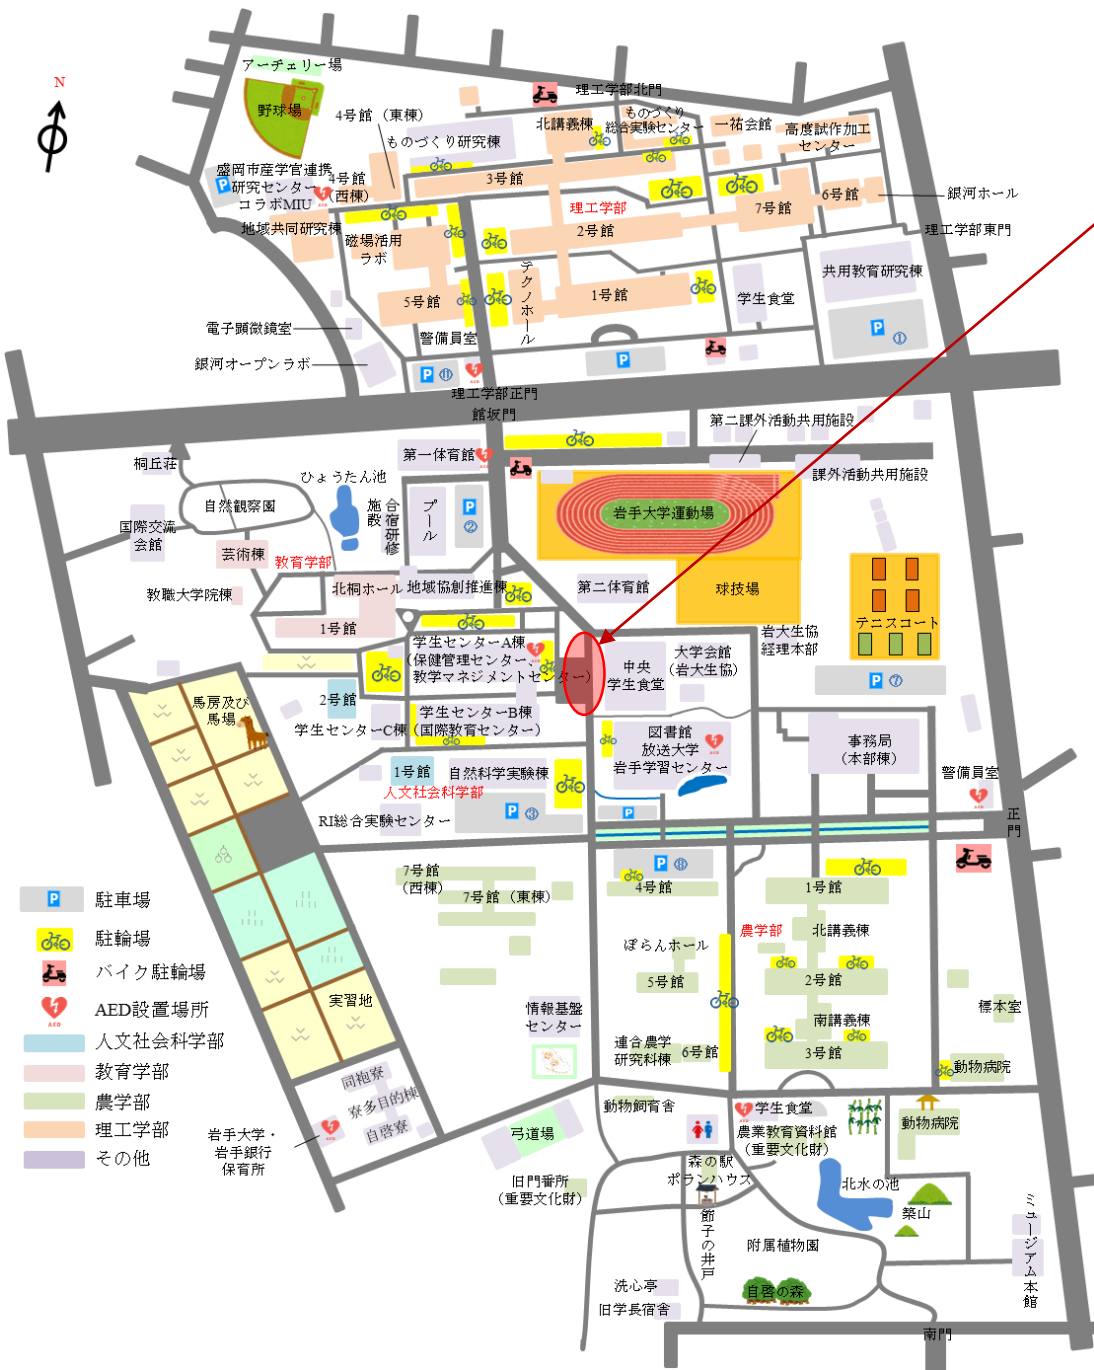 アーチェリー場
N
野球場
理工学部北門
4号館（東棟）
ものづくり研究棟
北講義棟
ものづくり
総合実験センター
一祐会館
高度試作加工
センター
盛岡市産学官連携
研究センター
コラボMIU
4号館
（西棟）
3号館
理工学部
7号館
6号館
銀河ホール
地域共同研究棟
磁場活用
ラボ
2号館
理工学部東門
テクノホール
共用教育研究棟
5号館
1号館
学生食堂
電子顕微鏡室
警備員室
P ①
銀河オープンラボ
P ⑪
AED
P
理工学部正門
館坂門
第二課外活動共用施設
桐丘荘
第一体育館
課外活動共用施設
ひょうたん池
自然観察園
合宿研修
施設
プール
P ②
岩手大学運動場
国際交流
会館
芸術棟
教育学部
教職大学院棟
北桐ホール
地域協創推進棟
第二体育館
球技場
テニスコート
1号館
岩大生協
経理本部
学生センターA棟
（保健管理センター、
教学マネジメントセンター）
中央
学生食堂
大学会館
（岩大生協）
P ⑦
馬房及び
馬場
2号館
学生センターC棟
学生センターB棟
（国際教育センター）
図書館
放送大学
岩手学習センター
事務局
（本部棟）
1号館
自然科学実験棟
人文社会科学部
警備員室
AED
RI総合実験センター
P ③
P
正門
7号館
（西棟）
7号館 （東棟）
P ⑧
4号館
1号館
P
駐車場
駐輪場
バイク駐輪場
AED設置場所
人文社会科学部
教育学部
農学部
理工学部
その他
農学部
北講義棟
ぽらんホール
5号館
2号館
実習地
情報基盤
センター
南講義棟
標本室
連合農学
研究科棟
6号館
3号館
動物病院
同袍寮
寮多目的棟
自啓寮
岩手大学・
岩手銀行
保育所
動物飼育舎
学生食堂
農業教育資料館
（重要文化財）
動物病院
弓道場
旧門番所
（重要文化財）
森の駅
ポランハウス
北水の池
築山
節子の井戸
附属植物園
ミュージアム本館
洗心亭
旧学長宿舎
自啓の森
南門